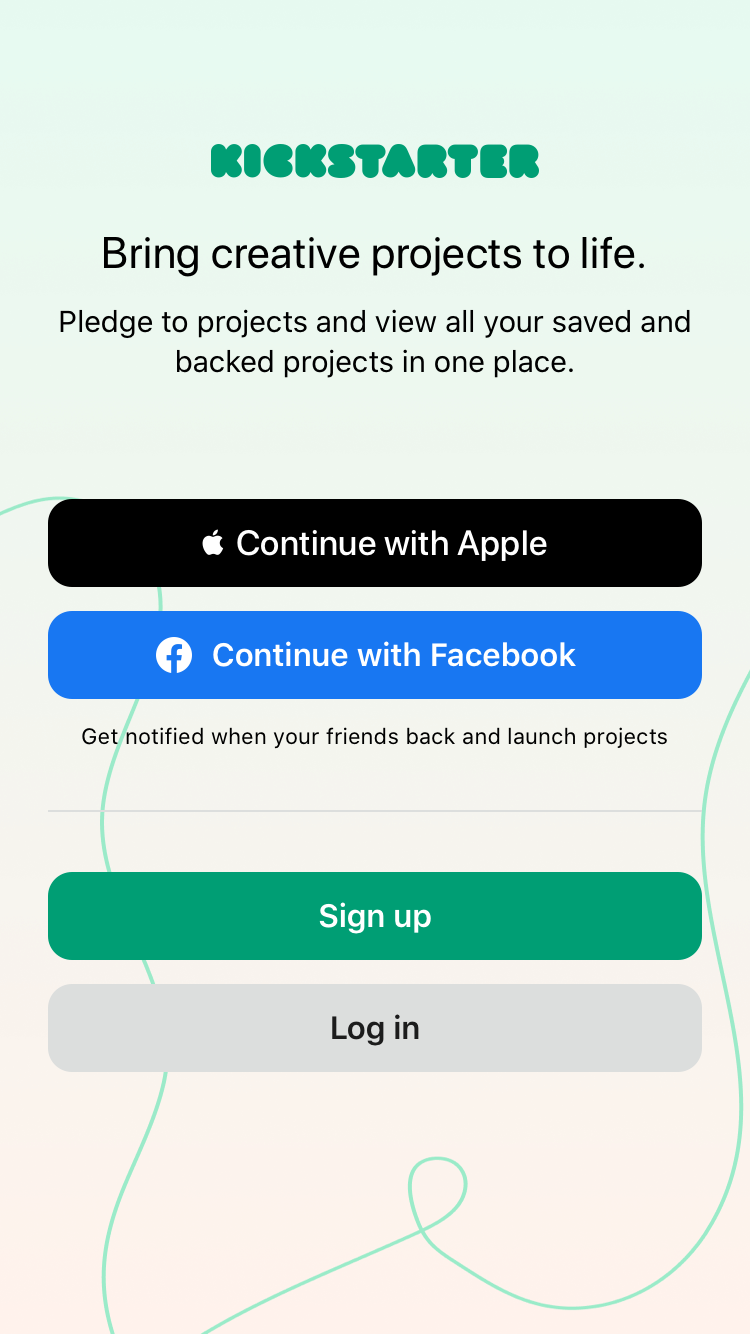 KICKSTARTER
Bring creative projects to life.
Pledge to projects and view all your saved and
backed projects in one place.
Continue with Apple
Continue with Facebook
Get notified when your friends back and launch projects
Sign up
Log in